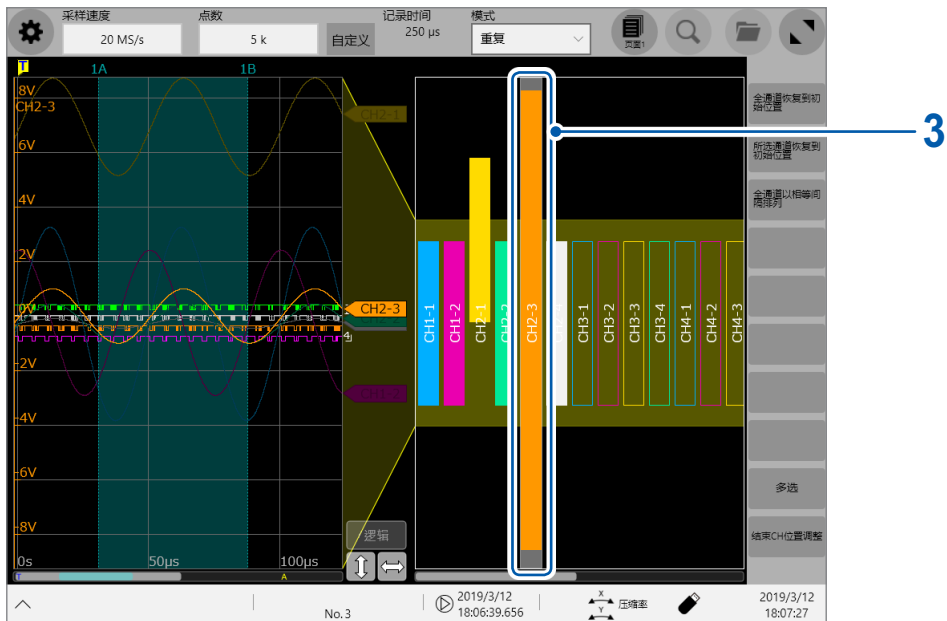 采样速度
点数
记录时间
模式
20 MS/s
5 k
自定义
250 μs
重复
页面1
1A
1B
8V
CH2-3
6V
4V
2V
0V
-2V
-4V
-6V
-8V
0s
50μs
100μs
CH2-1
CH2-3
逻辑
CH1-1
CH1-2
CH2-1
CH2-2
CH2-3
CH3-1
CH3-2
CH3-3
CH3-4
CH4-1
CH4-2
CH4-3
3
全通道恢复到初
始位置
所选通道恢复到
初始位置
全通道以相等间
隔排列
多选
结束CH位置调整
T
A
No.3
2019/3/12
18:06:39.656
X
Y
压缩率
2019/3/12
18:07:27